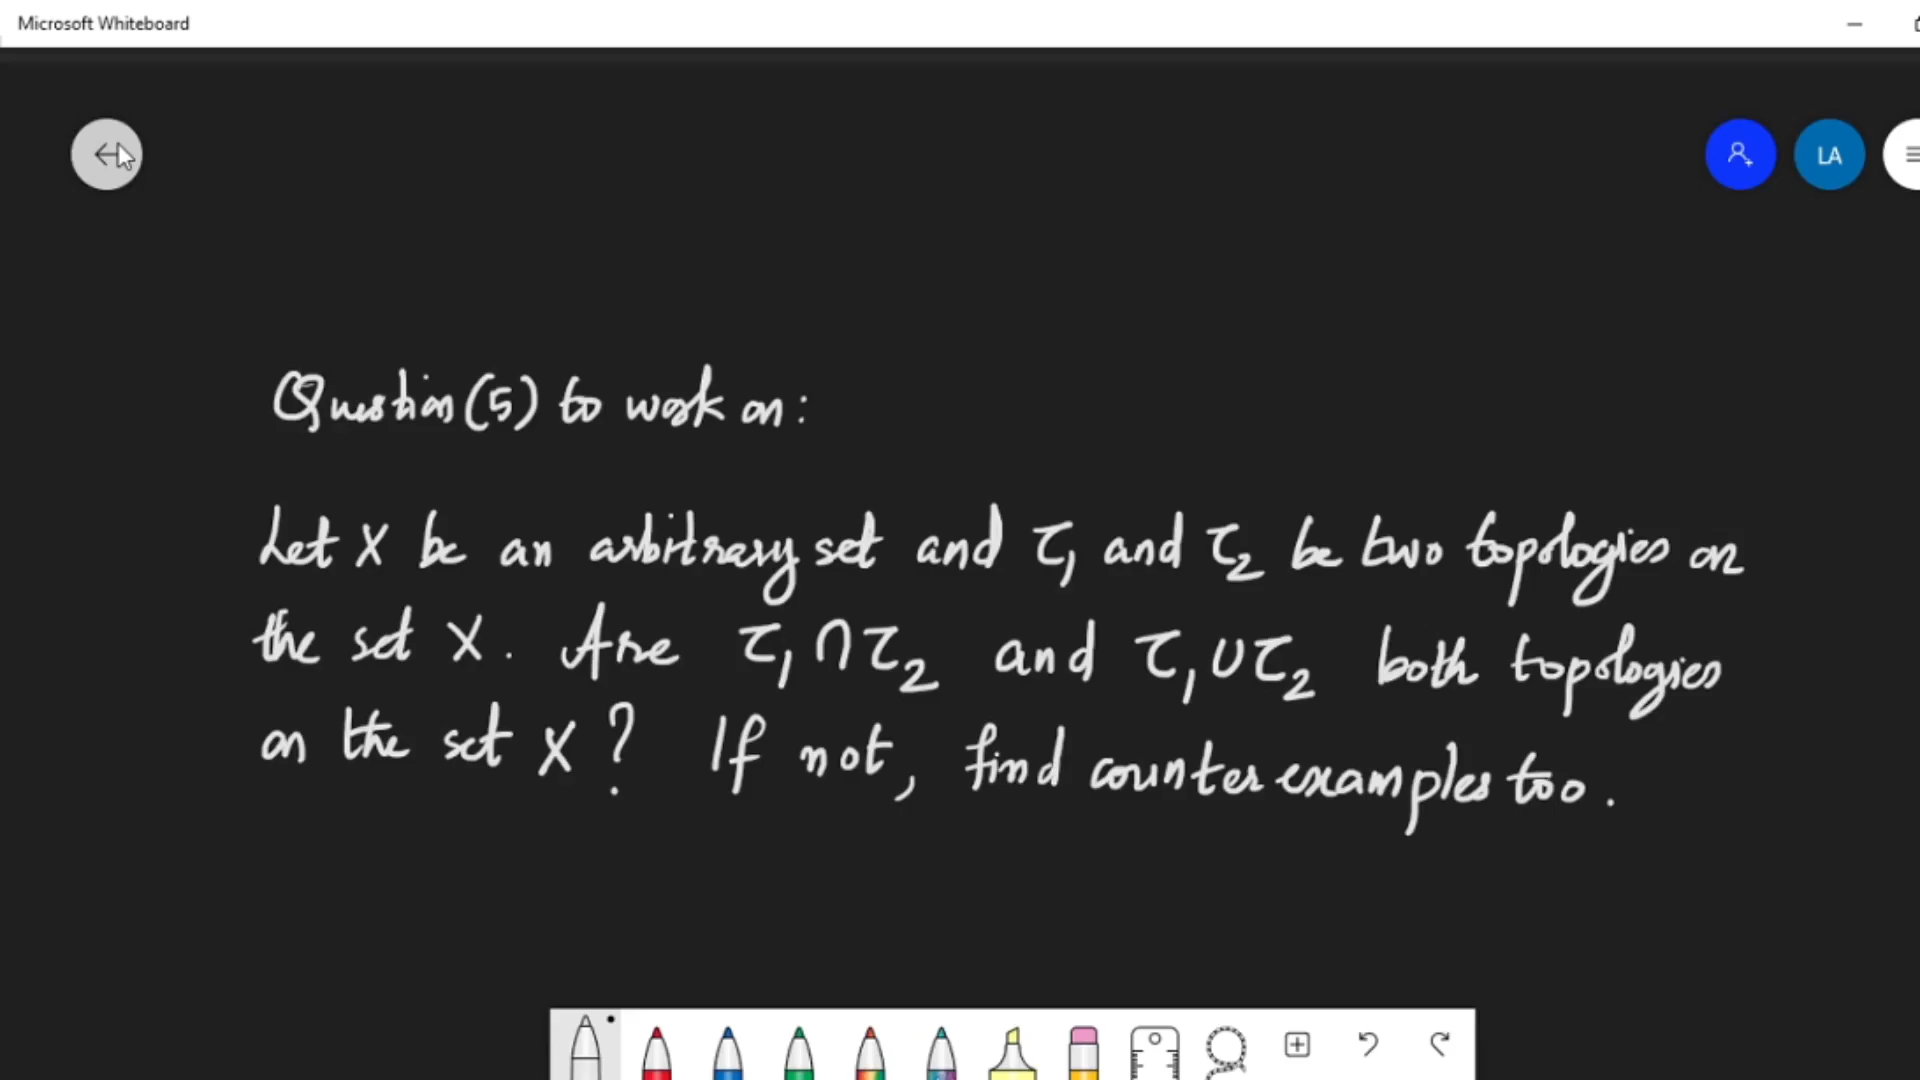 Microsoft Whiteboard
LA
Question (5) to work on:
Let X be an arbitrary set and τ₁ and τ₂ be two topologies on
the set X. Are τ₁∩τ₂ and τ₁∪τ₂ both topologies
on the set X? If not, find counter examples too.